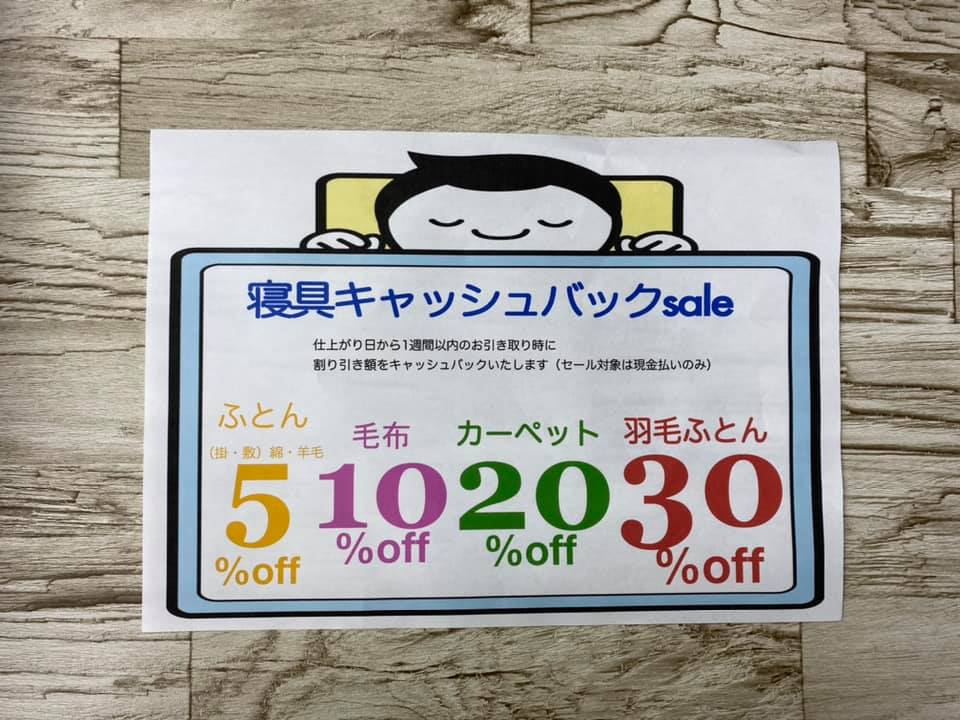 寝具キャッシュバックsale
仕上がり日から1週間以内のお引き取り時に
割り引き額をキャッシュバックいたします（セール対象は現金払いのみ）
ふとん
（掛・敷）綿・羊毛
5
%off
毛布
10
%off
カーペット
20
%off
羽毛ふとん
30
%off